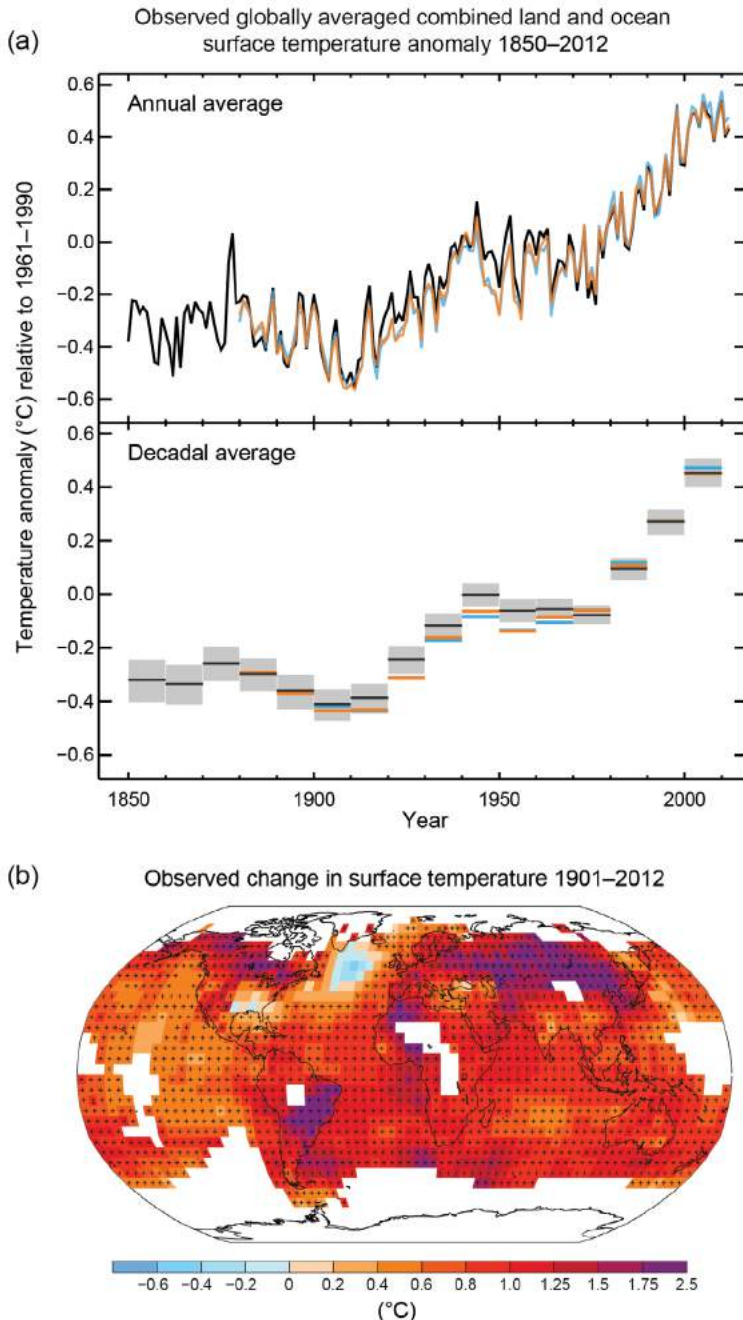 Observed globally averaged combined land and ocean
surface temperature anomaly 1850–2012
(a)
Annual average
0.6
0.4
0.2
0.0
−0.2
−0.4
−0.6
Temperature anomaly (°C) relative to 1961–1990
Decadal average
0.6
0.4
0.2
0.0
−0.2
−0.4
−0.6
1850 1900 1950 2000
Year
(b)
Observed change in surface temperature 1901–2012
−0.6 −0.4 −0.2 0 0.2 0.4 0.6 0.8 1.0 1.25 1.5 1.75 2.5
(°C)